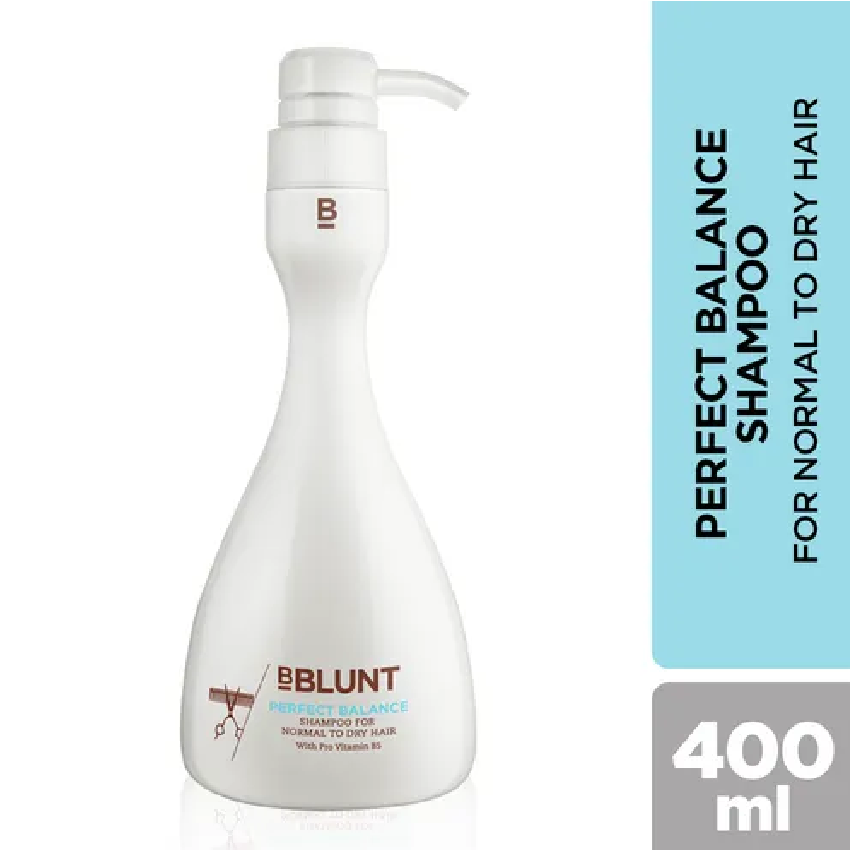 B
BBLUNT
PERFECT BALANCE
SHAMPOO FOR
NORMAL TO DRY HAIR
With Pro Vitamin B5
PERFECT BALANCE
SHAMPOO
FOR NORMAL TO DRY HAIR
400
ml